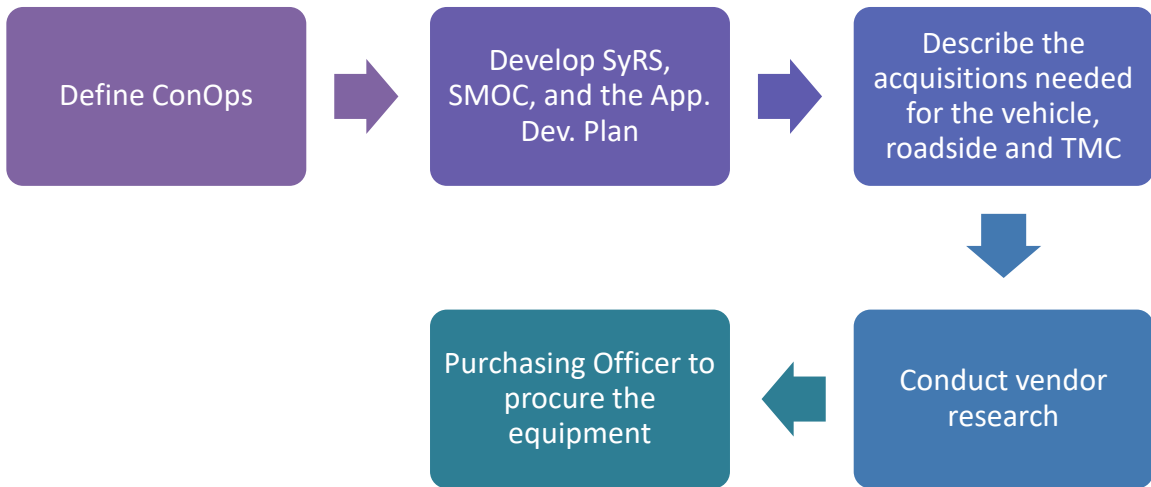 Define ConOps
Develop SyRS,
SMOC, and the App.
Dev. Plan
Describe the
acquisitions needed
for the vehicle,
roadside and TMC
Conduct vendor
research
Purchasing Officer to
procure the
equipment